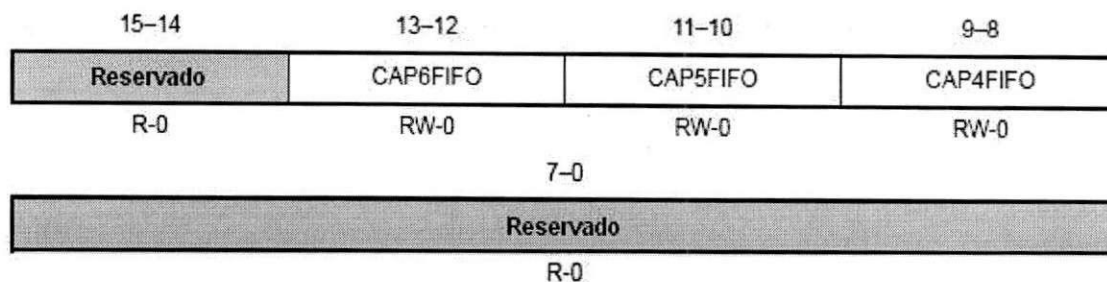 15–14 13–12 11–10 9–8
Reservado CAP6FIFO CAP5FIFO CAP4FIFO
R-0 RW-0 RW-0 RW-0
7–0
Reservado
R-0